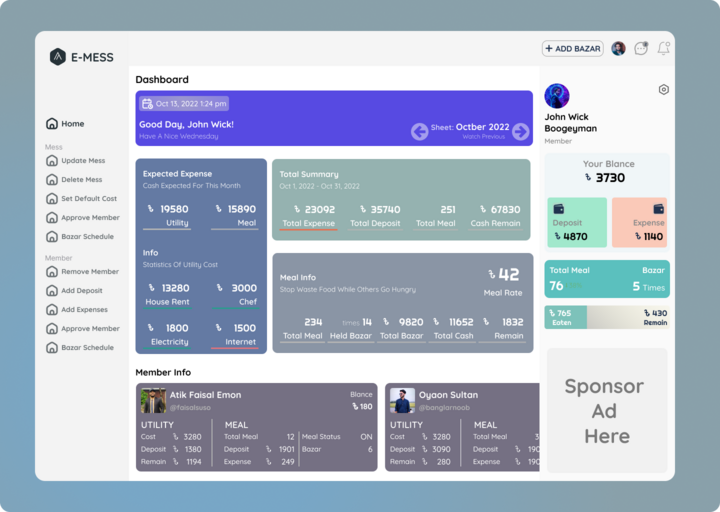 E-MESS
+ ADD BAZAR
Home
Mess
Update Mess
Delete Mess
Set Default Cost
Approve Member
Bazar Schedule
Member
Remove Member
Add Deposit
Add Expenses
Approve Member
Bazar Schedule
Dashboard
Oct 13, 2022 1:24 pm
Good Day, John Wick!
Have A Nice Wednesday
Sheet: Octber 2022
Watch Previous
Expected Expense
Cash Expected For This Month
৳ 19580 ৳ 15890
Utility Meal
Info
Statistics Of Utility Cost
৳ 13280 ৳ 3000
House Rent Chef
৳ 1800 ৳ 1500
Electricity Internet
Total Summary
Oct 1, 2022 - Oct 31, 2022
৳ 23092 ৳ 35740 251 ৳ 67830
Total Expense Total Deposit Total Meal Cash Remain
Meal Info
Stop Waste Food While Others Go Hungry
৳ 42
Meal Rate
234 times 14 ৳ 9820 ৳ 11652 ৳ 1832
Total Meal Held Bazar Total Bazar Total Cash Remain
Member Info
Atik Faisal Emon
@faisalsusa
Blance
৳ 180
UTILITY MEAL
Cost ৳ 3280 Total Meal 12 Meal Status ON
Deposit ৳ 1380 Deposit ৳ 1901 Bazar 6
Remain ৳ 1194 Expense ৳ 249
Oyaon Sultan
@banglarnoob
UTILITY MEAL
Cost ৳ 3280 Total Meal 3
Deposit ৳ 3090 Deposit ৳ 190
Remain ৳ 280 Expense ৳ 19
John Wick
Boogeyman
Member
Your Blance
৳ 3730
Deposit
৳ 4870
Expense
৳ 1140
Total Meal Bazar
76 5 Times
৳ 765 ৳ 430
Eaten Remain
Sponsor
Ad
Here